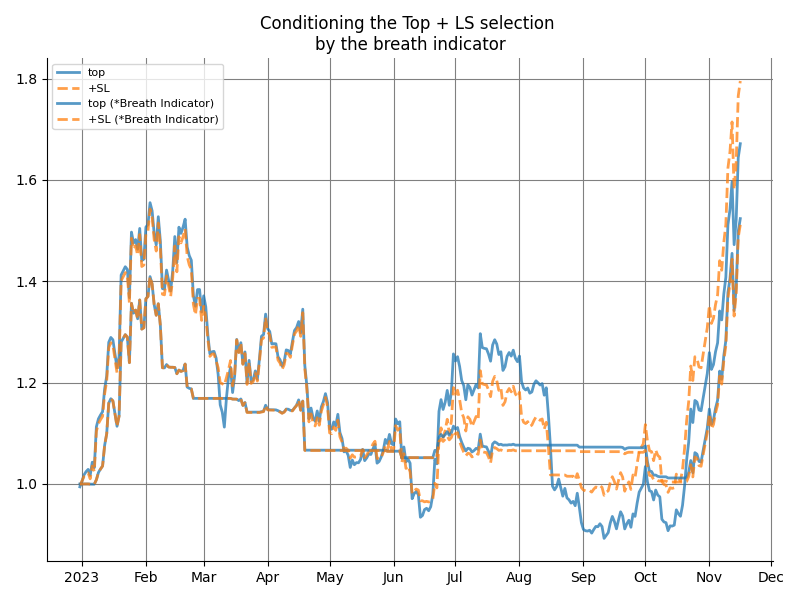 Conditioning the Top + LS selection
by the breath indicator
top
+SL
top (*Breath Indicator)
+SL (*Breath Indicator)
1.8
1.6
1.4
1.2
1.0
2023 Feb Mar Apr May Jun Jul Aug Sep Oct Nov Dec